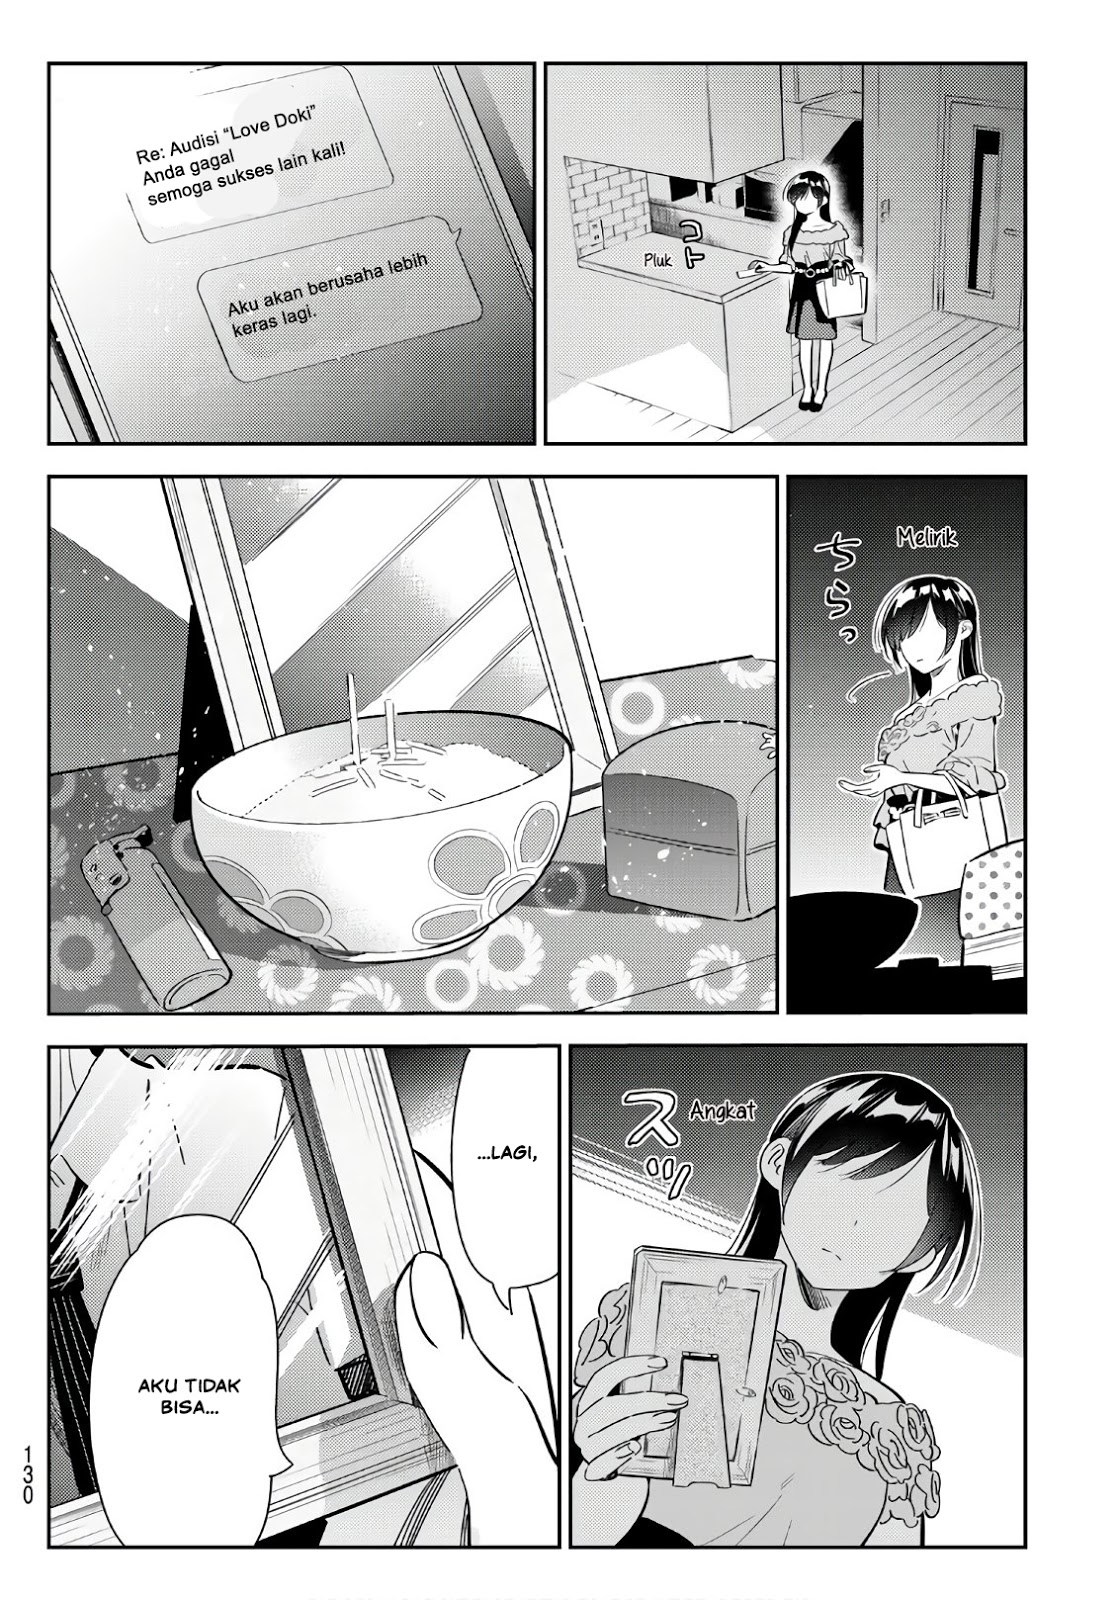 コト
Pluk
Re: Audisi “Love Doki”
Anda gagal
semoga sukses lain kali!
Aku akan berusaha lebih
keras lagi.
Melirik
ちらっ
Angkat
スッ
...LAGI,
AKU TIDAK
BISA...
130